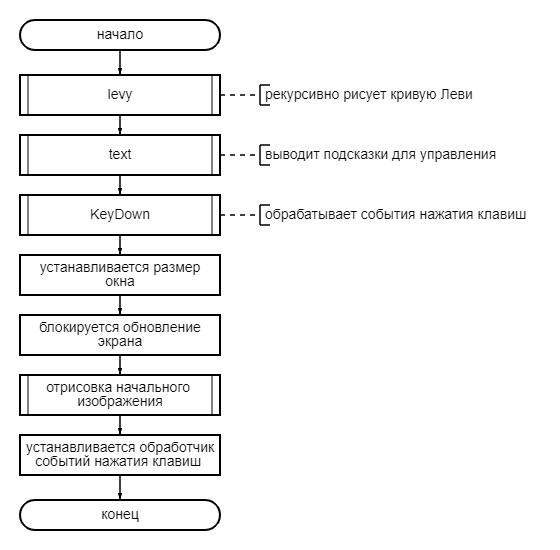 начало
levy
рекурсивно рисует кривую Леви
text
выводит подсказки для управления
KeyDown
обрабатывает события нажатия клавиш
устанавливается размер
окна
блокируется обновление
экрана
отрисовка начального
изображения
устанавливается обработчик
событий нажатия клавиш
конец